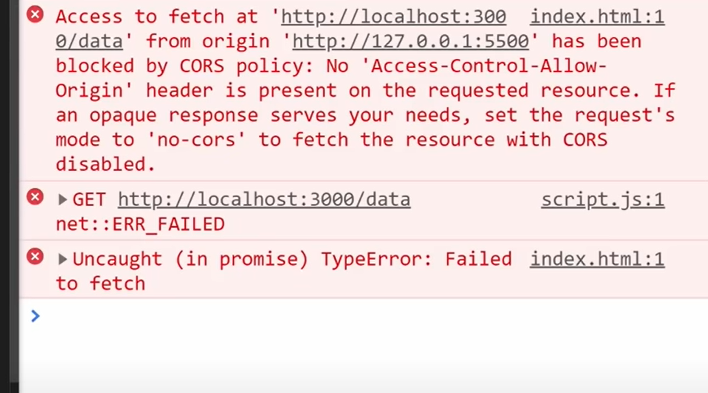 Access to fetch at 'http://localhost:300 index.html:1
0/data' from origin 'http://127.0.0.1:5500' has been
blocked by CORS policy: No 'Access-Control-Allow-
Origin' header is present on the requested resource. If
an opaque response serves your needs, set the request's
mode to 'no-cors' to fetch the resource with CORS
disabled.
GET http://localhost:3000/data script.js:1
net::ERR_FAILED
Uncaught (in promise) TypeError: Failed index.html:1
to fetch